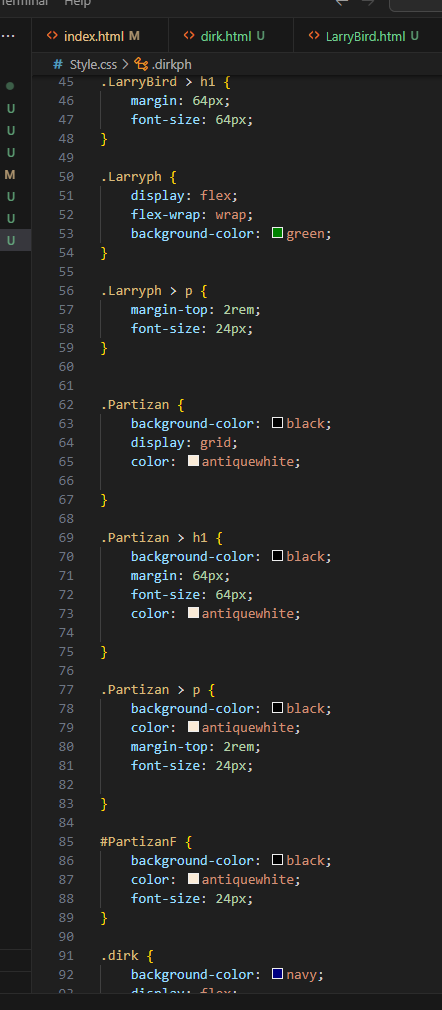 Terminal Help
... index.html M dirk.html U LarryBird.html U
# Style.css > .dirkph
45 .LarryBird > h1 {
U 46 margin: 64px;
47 font-size: 64px;
U 48 }
U 49
M 50 .Larryph {
U 51 display: flex;
U 52 flex-wrap: wrap;
U 53 background-color: green;
54 }
55
56 .Larryph > p {
57 margin-top: 2rem;
58 font-size: 24px;
59 }
60
61
62 .Partizan {
63 background-color: black;
64 display: grid;
65 color: antiquewhite;
66
67 }
68
69 .Partizan > h1 {
70 background-color: black;
71 margin: 64px;
72 font-size: 64px;
73 color: antiquewhite;
74
75 }
76
77 .Partizan > p {
78 background-color: black;
79 color: antiquewhite;
80 margin-top: 2rem;
81 font-size: 24px;
82
83 }
84
85 #PartizanF {
86 background-color: black;
87 color: antiquewhite;
88 font-size: 24px;
89 }
90
91 .dirk {
92 background-color: navy;
93 display: flex;